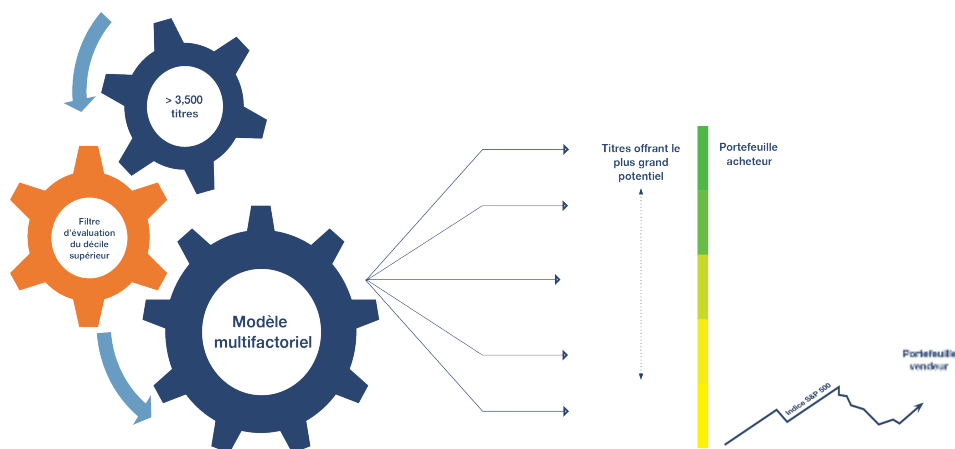 > 3,500
titres
Filtre
d'évaluation
du décile
supérieur
Modèle
multifactoriel
Titres offrant le
plus grand
potentiel
Portefeuille
acheteur
Indice S&P 500
Portefeuille
vendeur